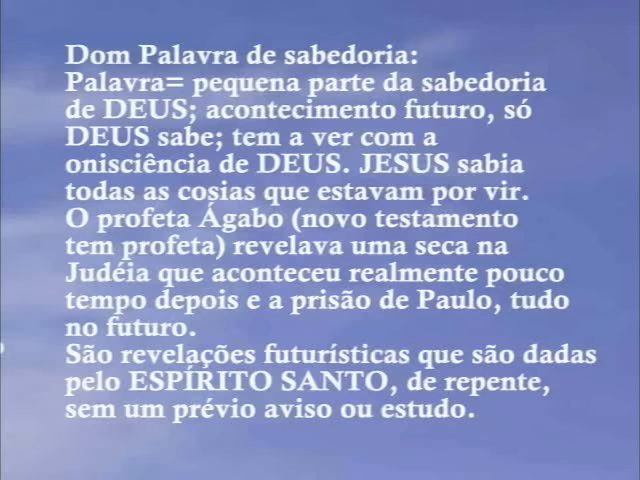 Dom Palavra de sabedoria:
Palavra= pequena parte da sabedoria
de DEUS; acontecimento futuro, só
DEUS sabe; tem a ver com a
onisciência de DEUS. JESUS sabia
todas as cosias que estavam por vir.
O profeta Ágabo (novo testamento
tem profeta) revelava uma seca na
Judéia que aconteceu realmente pouco
tempo depois e a prisão de Paulo, tudo
no futuro.
São revelações futurísticas que são dadas
pelo ESPÍRITO SANTO, de repente,
sem um prévio aviso ou estudo.